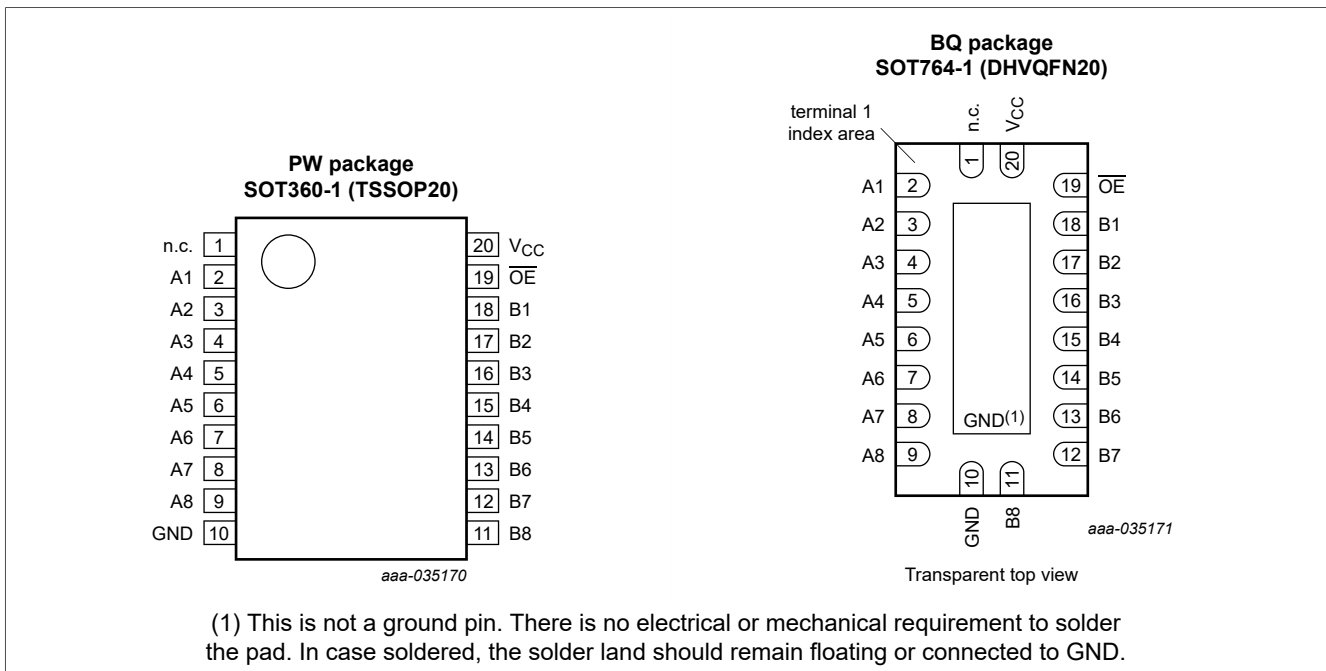 PW package
SOT360-1 (TSSOP20)
n.c. 1
A1 2
A2 3
A3 4
A4 5
A5 6
A6 7
A7 8
A8 9
GND 10
20 VCC
19 OE
18 B1
17 B2
16 B3
15 B4
14 B5
13 B6
12 B7
11 B8
aaa-035170
BQ package
SOT764-1 (DHVQFN20)
terminal 1
index area
n.c.
VCC
1
20
A1 2
A2 3
A3 4
A4 5
A5 6
A6 7
A7 8
A8 9
19 OE
18 B1
17 B2
16 B3
15 B4
14 B5
13 B6
12 B7
GND(1)
10
11
GND
B8
aaa-035171
Transparent top view
(1) This is not a ground pin. There is no electrical or mechanical requirement to solder
the pad. In case soldered, the solder land should remain floating or connected to GND.